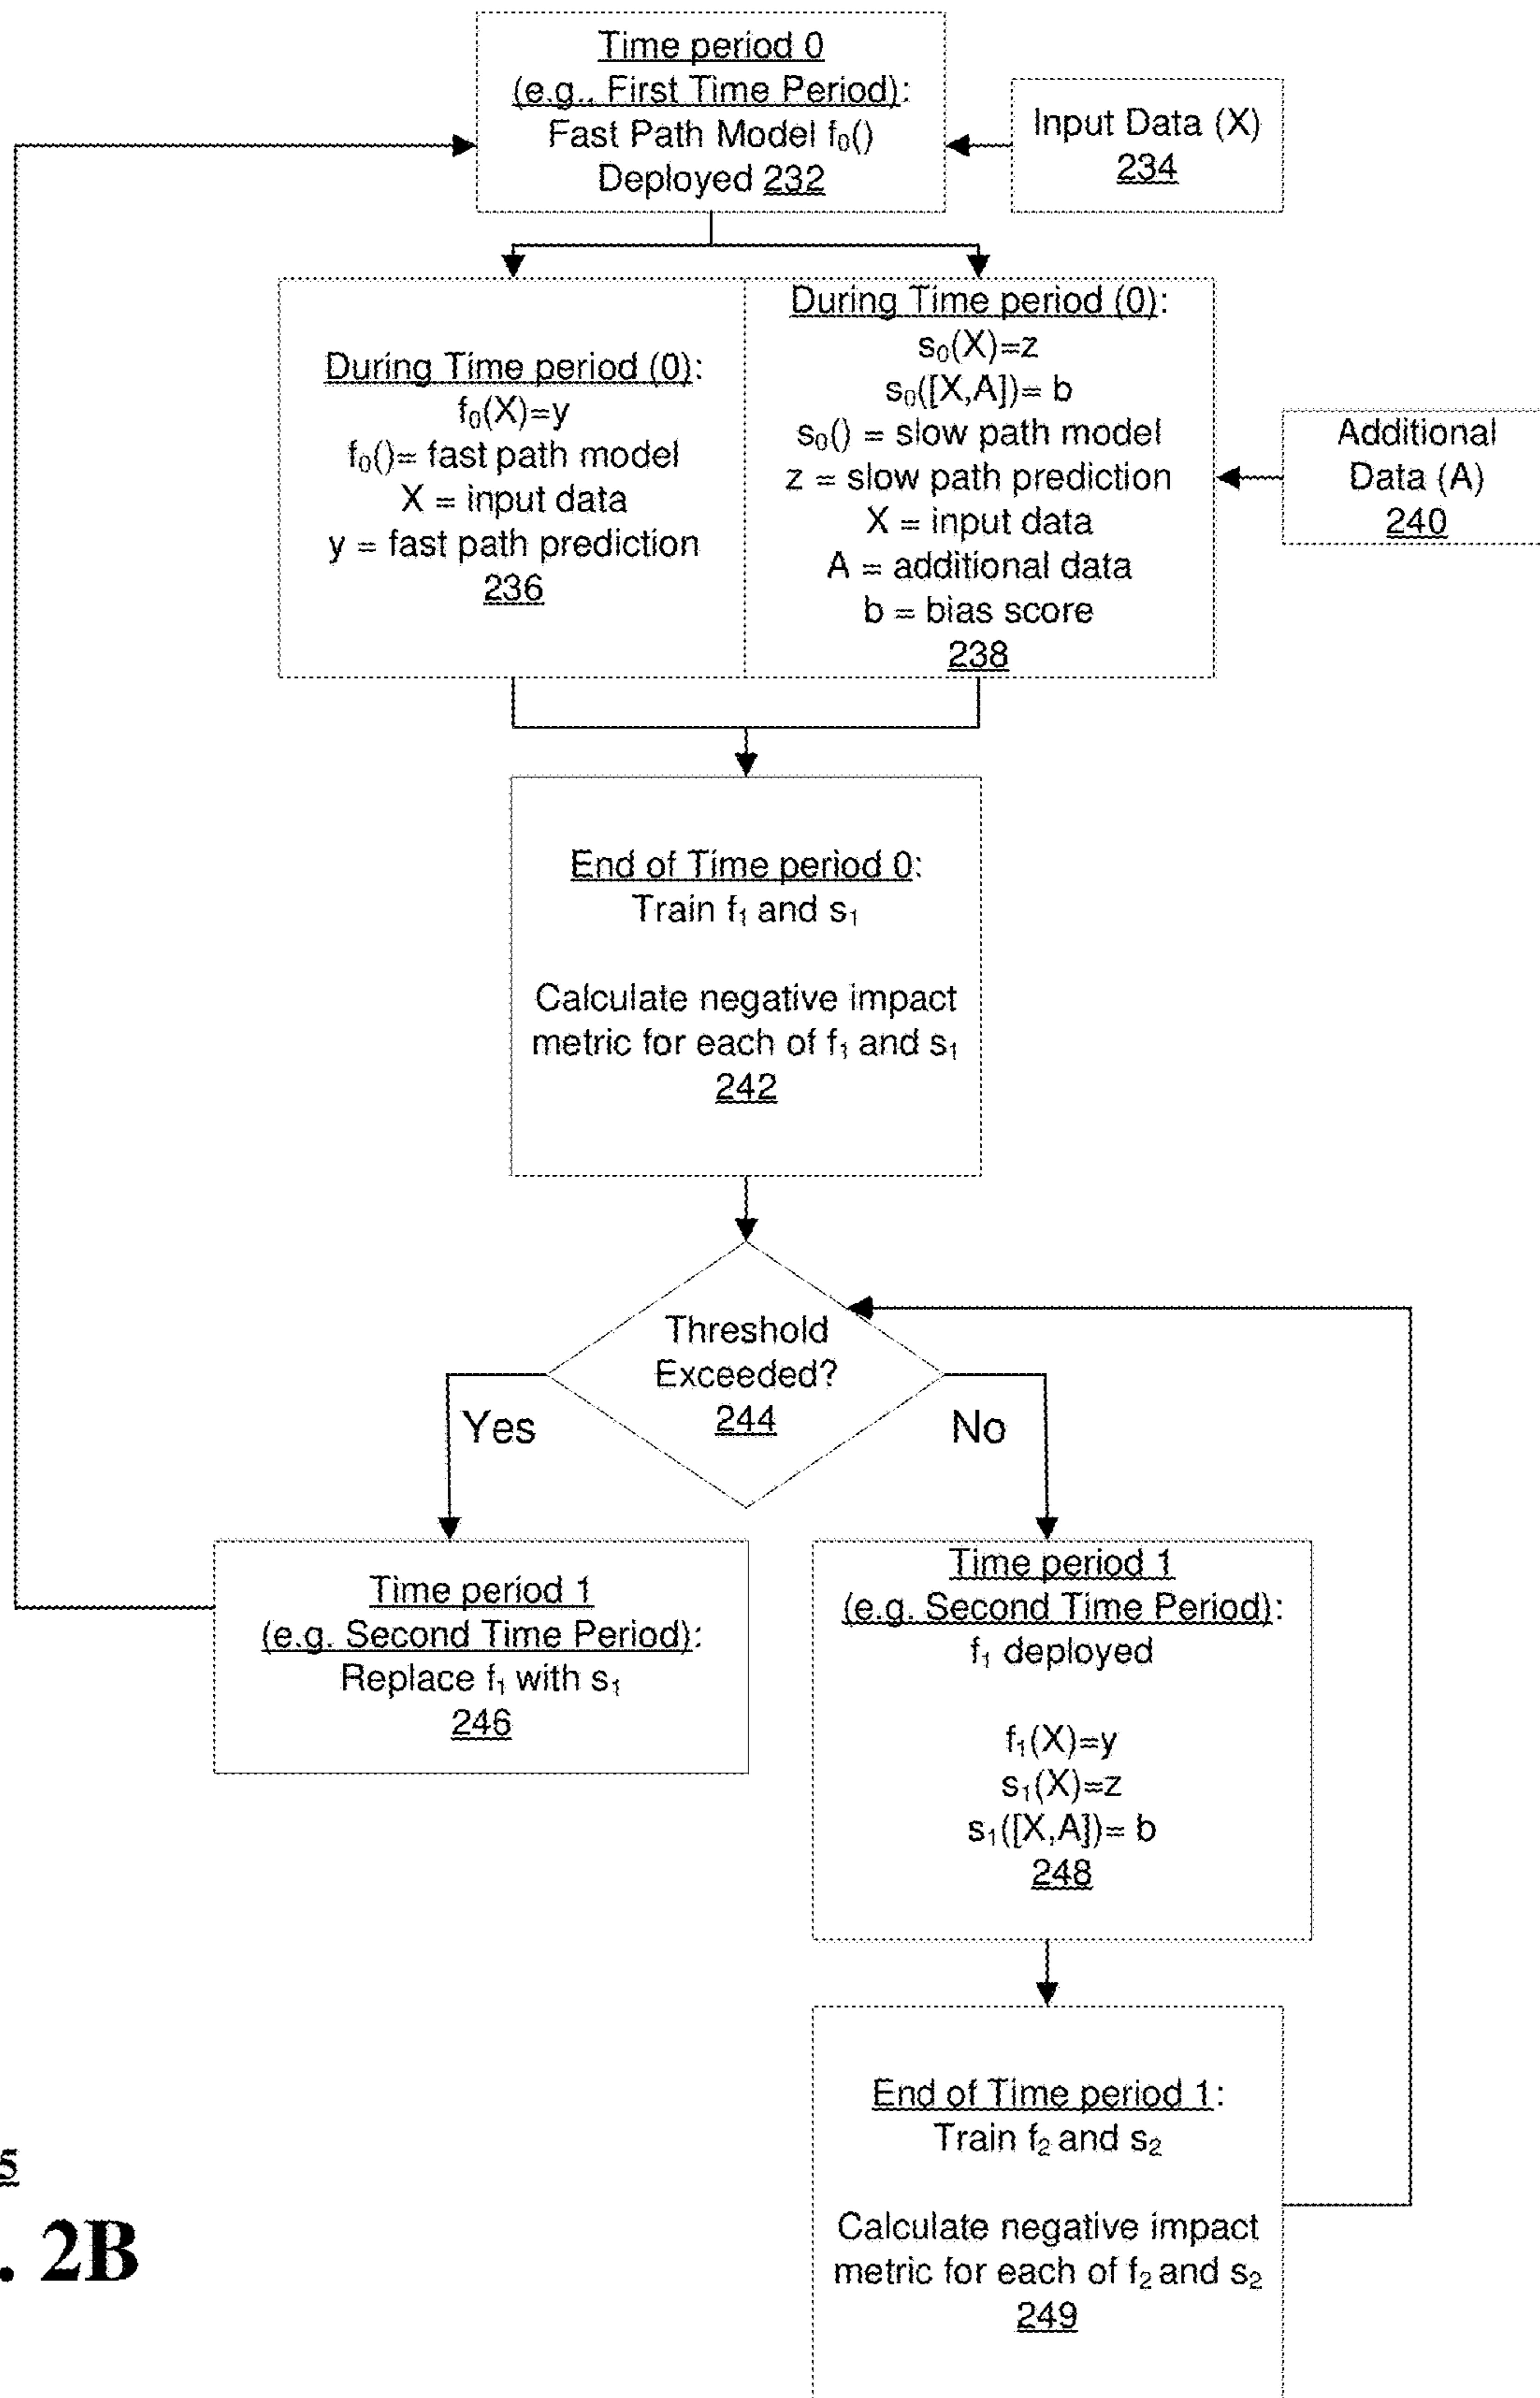 Time period 0
(e.g., First Time Period):
Fast Path Model f₀()
Deployed 232
Input Data (X)
234
During Time period (0):
f₀(X)=y
f₀()= fast path model
X = input data
y = fast path prediction
236
During Time period (0):
s₀(X)=z
s₀([X,A])= b
s₀() = slow path model
z = slow path prediction
X = input data
A = additional data
b = bias score
238
Additional
Data (A)
240
End of Time period 0:
Train f₁ and s₁
Calculate negative impact
metric for each of f₁ and s₁
242
Threshold
Exceeded?
244
Yes
No
Time period 1
(e.g. Second Time Period):
Replace f₁ with s₁
246
Time period 1
(e.g. Second Time Period):
f₁ deployed
f₁(X)=y
s₁(X)=z
s₁([X,A])= b
248
End of Time period 1:
Train f₂ and s₂
Calculate negative impact
metric for each of f₂ and s₂
249
5
. 2B